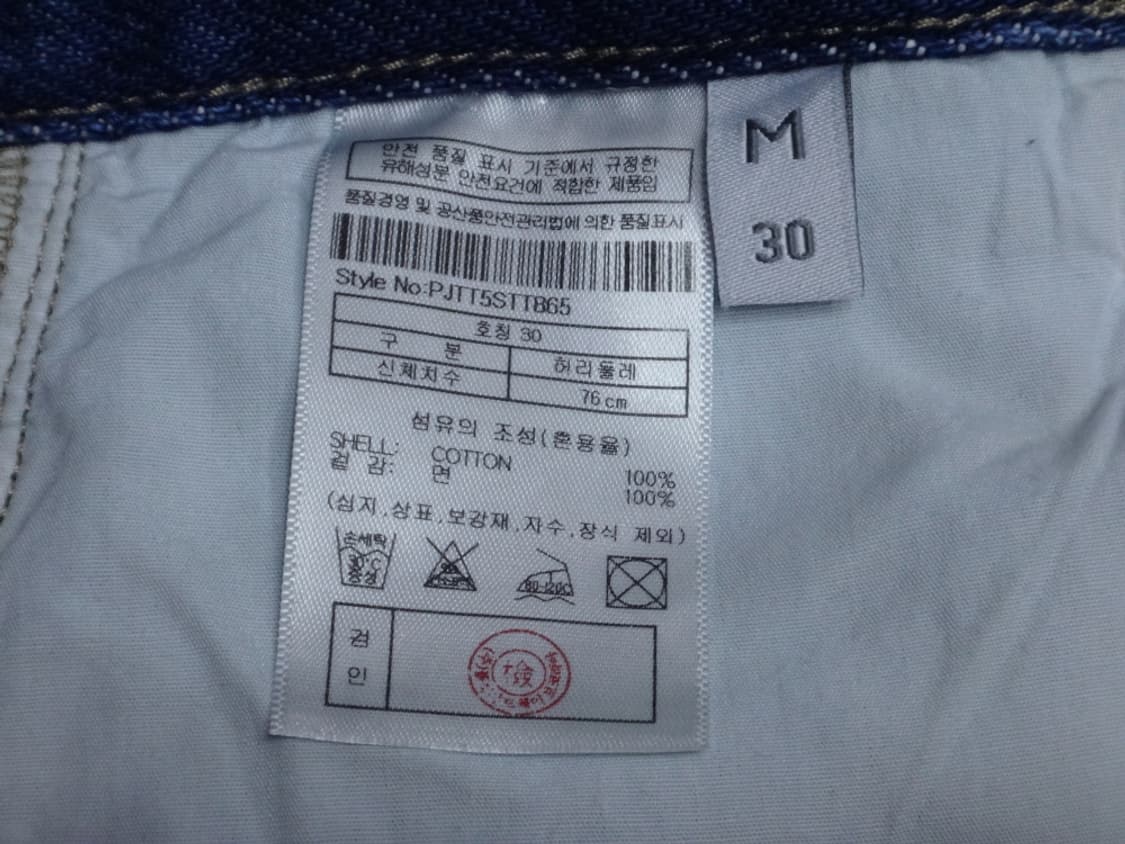 안전 품질 표시 기준에서 규정한
유해성분 안전요건에 적합한 제품임
품질경영 및 공산품안전관리법에 의한 품질표시
Style No:PJTT5STT865
호칭 30
구 분 허리둘레
신체치수 76cm
섬유의 조성(혼용율)
SHELL: COTTON 100%
겉 감: 면 100%
(심지,상표,보강재,자수,장식 제외)
손세탁
30°C
중성
80-120C
검
인
M
30